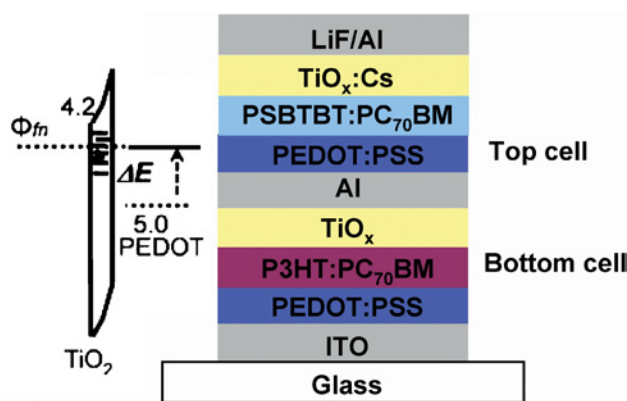 4.2
Φfn
ΔE
5.0
PEDOT
TiO₂
LiF/Al
TiOₓ:Cs
PSBTBT:PC₇₀BM
PEDOT:PSS
Al
TiOₓ
P3HT:PC₇₀BM
PEDOT:PSS
ITO
Glass
Top cell
Bottom cell